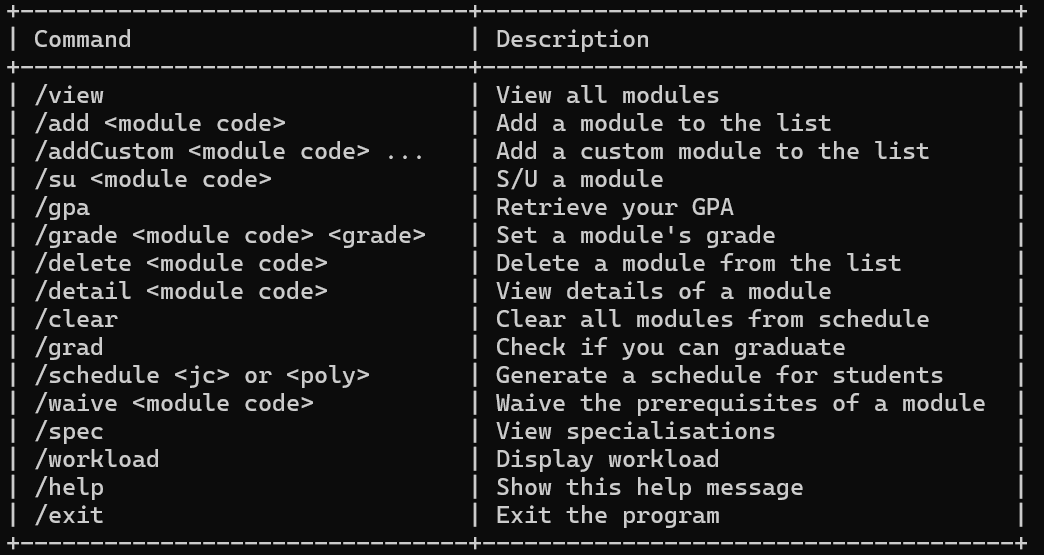 +--------------------------------+--------------------------------------+
| Command                        | Description                          |
+--------------------------------+--------------------------------------+
| /view                          | View all modules                     |
| /add <module code>             | Add a module to the list             |
| /addCustom <module code> ...   | Add a custom module to the list      |
| /su <module code>              | S/U a module                         |
| /gpa                           | Retrieve your GPA                    |
| /grade <module code> <grade>   | Set a module's grade                 |
| /delete <module code>          | Delete a module from the list        |
| /detail <module code>          | View details of a module             |
| /clear                         | Clear all modules from schedule      |
| /grad                          | Check if you can graduate            |
| /schedule <jc> or <poly>       | Generate a schedule for students     |
| /waive <module code>           | Waive the prerequisites of a module  |
| /spec                          | View specialisations                 |
| /workload                      | Display workload                     |
| /help                          | Show this help message               |
| /exit                          | Exit the program                     |
+--------------------------------+--------------------------------------+